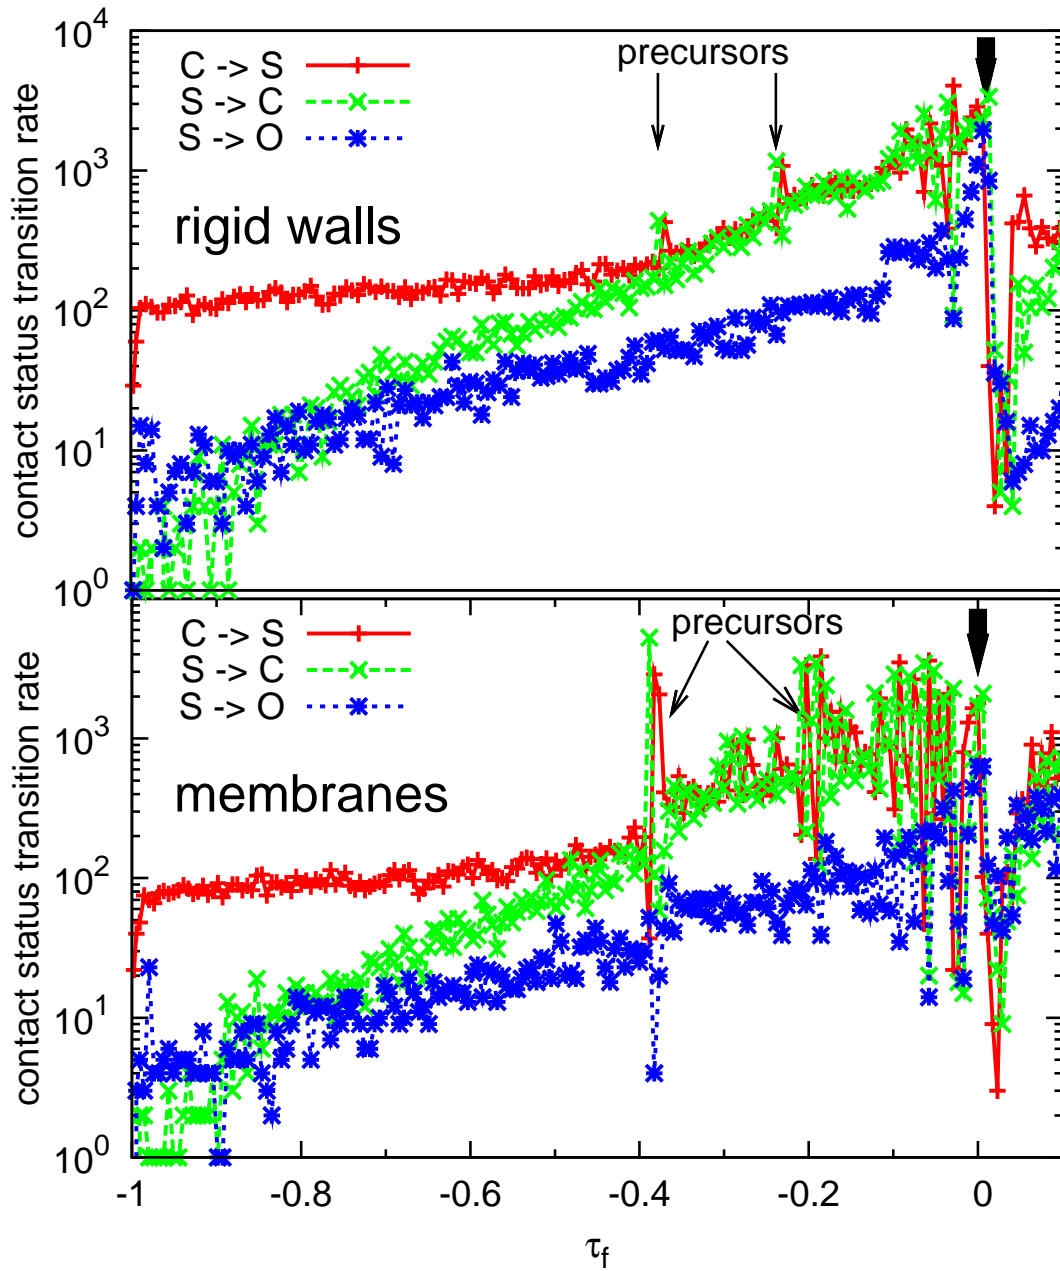 contact status transition rate
10^4
10^3
10^2
10^1
10^0
C -> S
S -> C
S -> O
precursors
rigid walls
contact status transition rate
10^3
10^2
10^1
10^0
C -> S
S -> C
S -> O
precursors
membranes
-1 -0.8 -0.6 -0.4 -0.2 0
τ_f